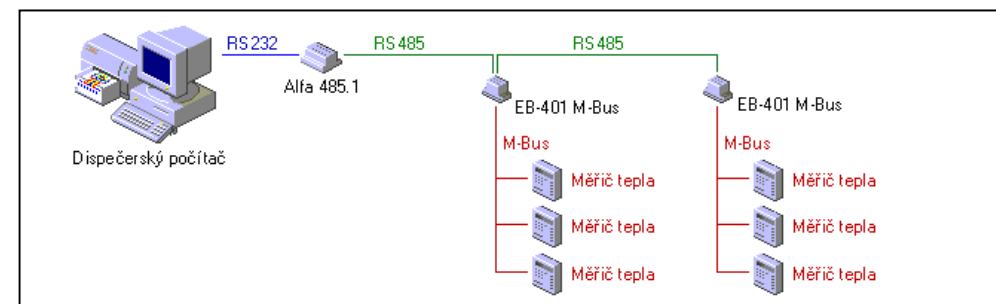 RS232
RS485
RS485
Alfa 485.1
EB-401 M-Bus
EB-401 M-Bus
Dispečerský počítač
M-Bus
M-Bus
Měřič tepla
Měřič tepla
Měřič tepla
Měřič tepla
Měřič tepla
Měřič tepla